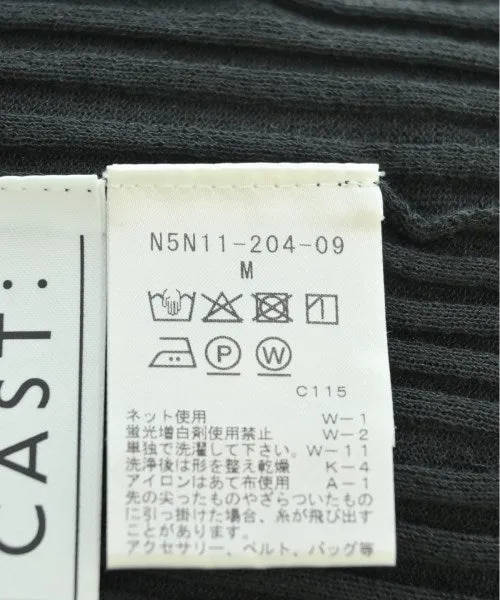 CAST:
N5N11-204-09
M
P W
C115
ネット使用 W-1
蛍光増白剤使用禁止 W-2
単独で洗濯して下さい。W-11
洗浄後は形を整え乾燥 K-4
アイロンはあて布使用 A-1
先の尖ったものやざらついたもの
に引っ掛けた場合、糸が飛び出す
ことがあります。
アクセサリー、ベルト、バッグ等